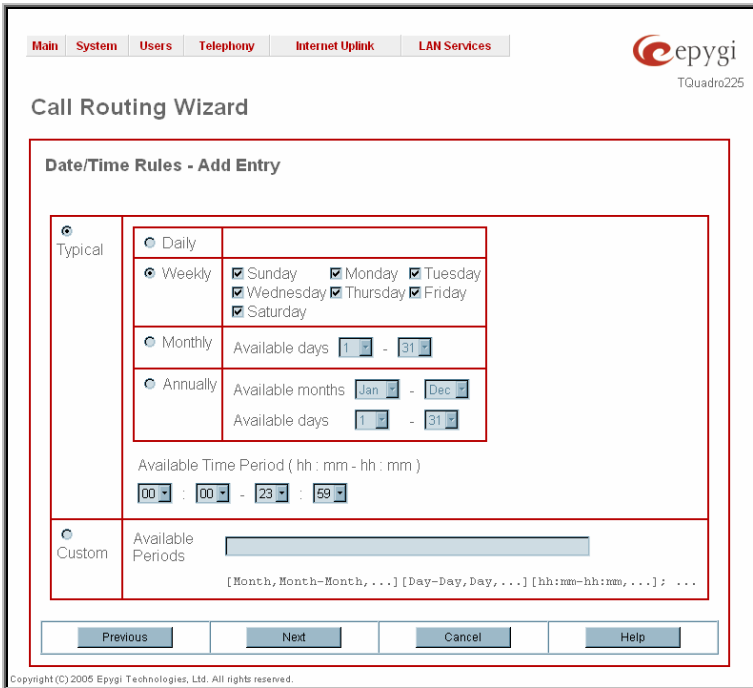 Main System Users Telephony Internet Uplink LAN Services
epygi
TQuadro225
Call Routing Wizard
Date/Time Rules - Add Entry
Typical
Daily
Weekly Sunday Monday Tuesday
Wednesday Thursday Friday
Saturday
Monthly Available days 1 - 31
Annually Available months Jan - Dec
Available days 1 - 31
Available Time Period ( hh : mm - hh : mm )
00 : 00 - 23 : 59
Custom Available
Periods
[Month,Month-Month,...][Day-Day,Day,...][hh:mm-hh:mm,...]; ...
Previous Next Cancel Help
Copyright (C) 2005 Epygi Technologies, Ltd. All rights reserved.